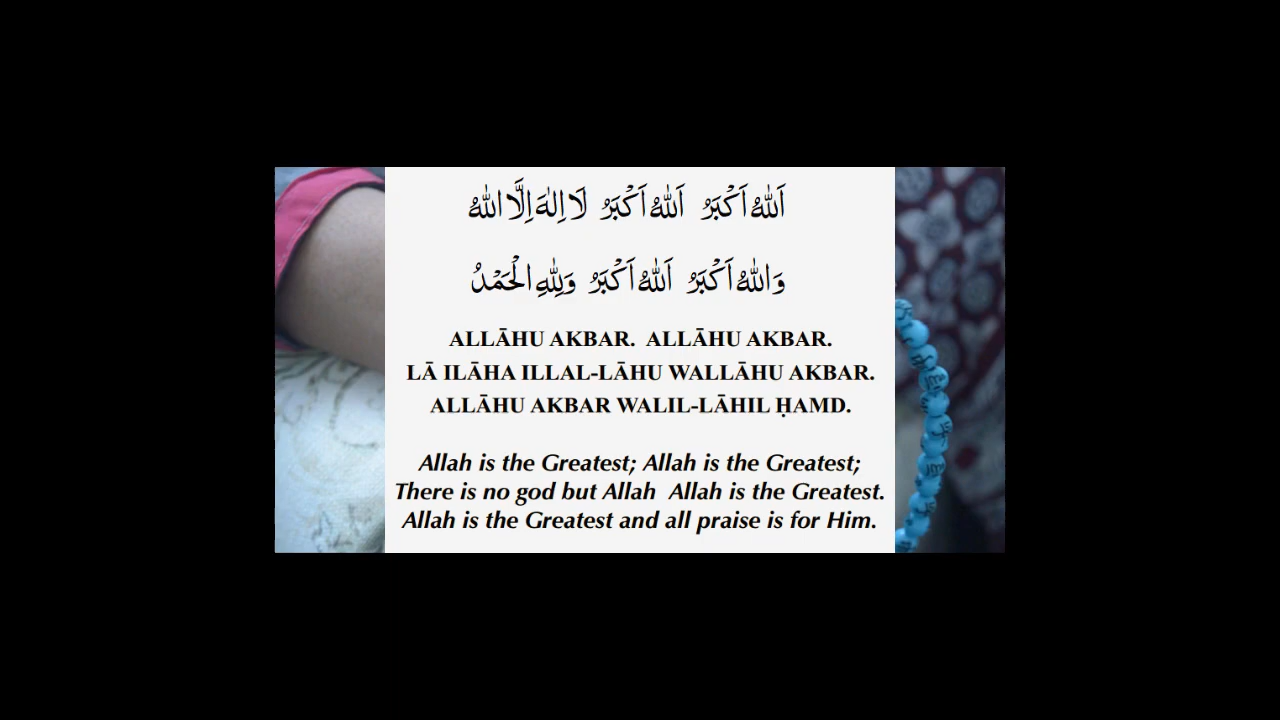 اَللّٰهُ اَكْبَرُ اَللّٰهُ اَكْبَرُ لَا اِلٰهَ اِلَّا اللّٰهُ
وَاللّٰهُ اَكْبَرُ اَللّٰهُ اَكْبَرُ وَلِلّٰهِ الْحَمْدُ
ALLĀHU AKBAR. ALLĀHU AKBAR.
LĀ ILĀHA ILLAL-LĀHU WALLĀHU AKBAR.
ALLĀHU AKBAR WALIL-LĀHIL ḤAMD.
Allah is the Greatest; Allah is the Greatest;
There is no god but Allah Allah is the Greatest.
Allah is the Greatest and all praise is for Him.